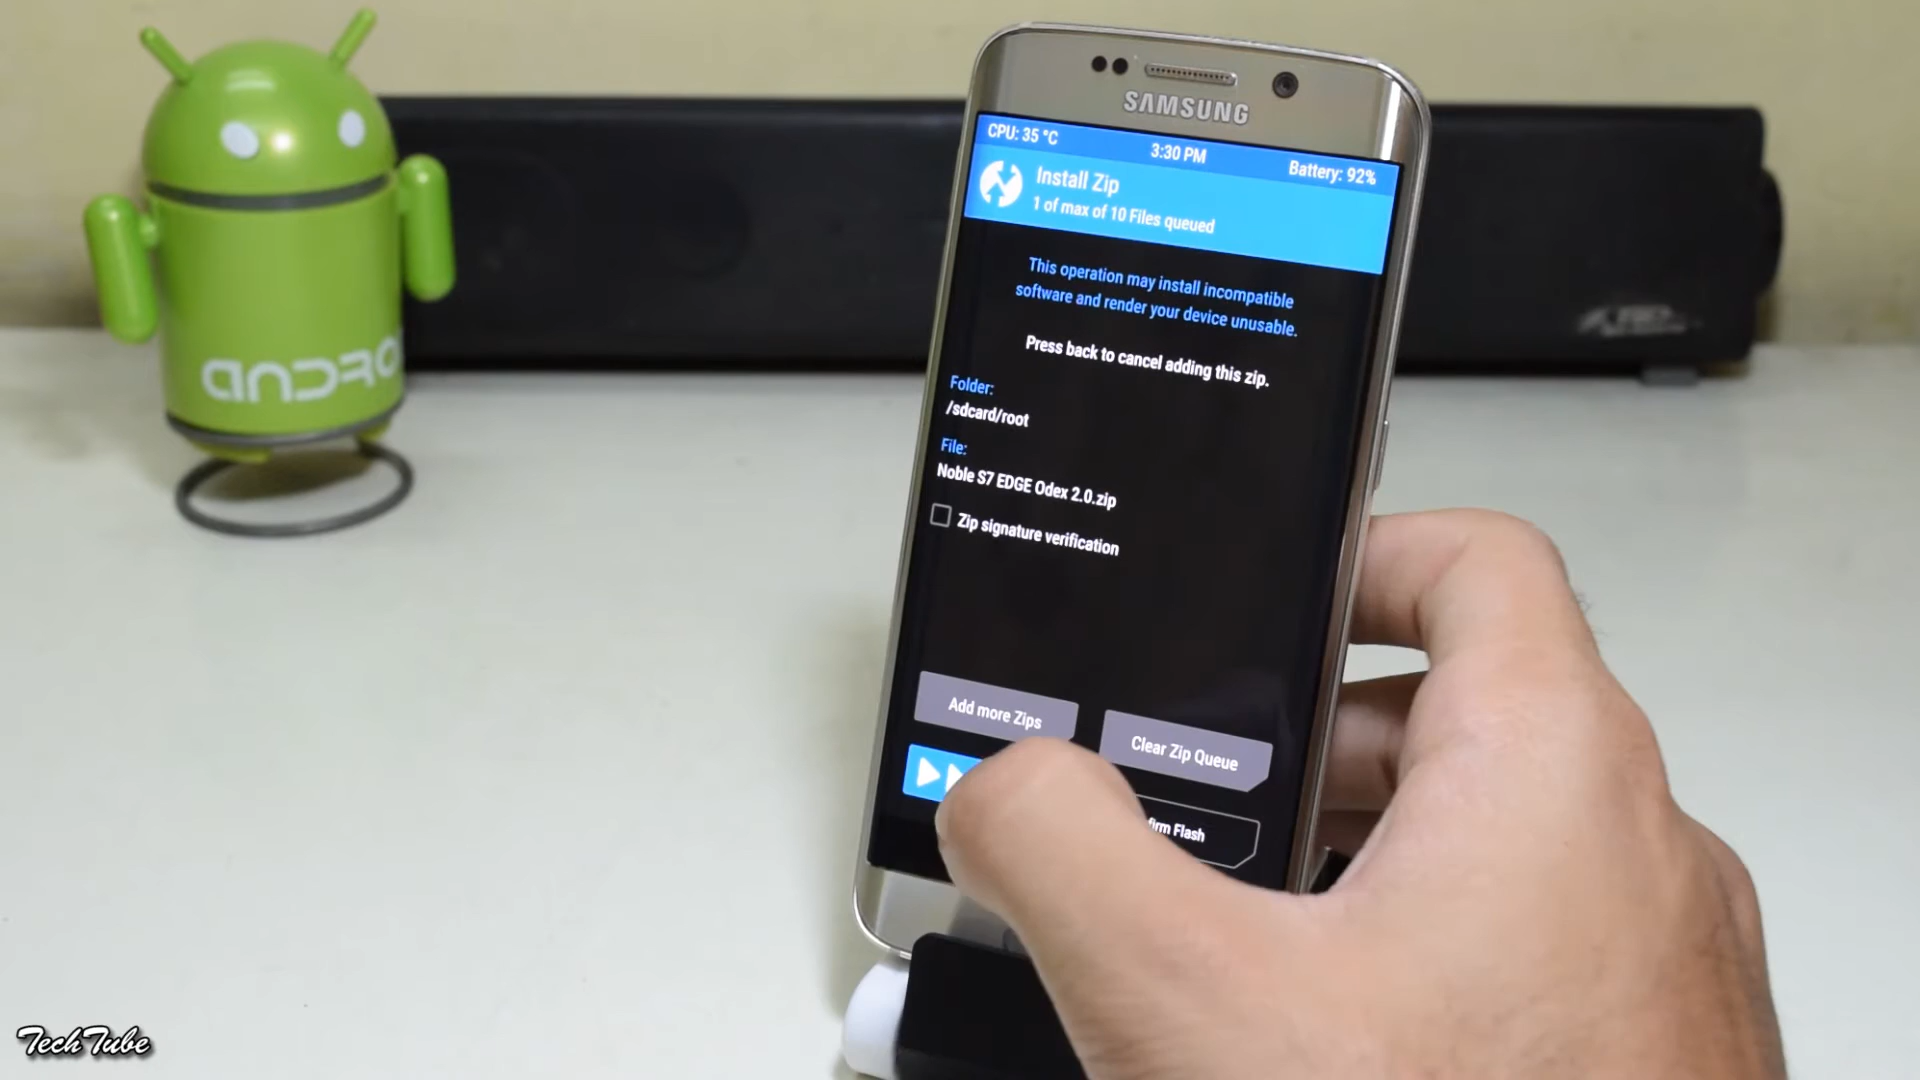 SAMSUNG
CPU: 35 °C
3:30 PM
Battery: 92%
Install Zip
1 of max of 10 Files queued
This operation may install incompatible
software and render your device unusable.
Press back to cancel adding this zip.
Folder:
/sdcard/root
File:
Noble S7 EDGE Odex 2.0.zip
Zip signature verification
Add more Zips
Clear Zip Queue
firm Flash
ANDRO
TechTube